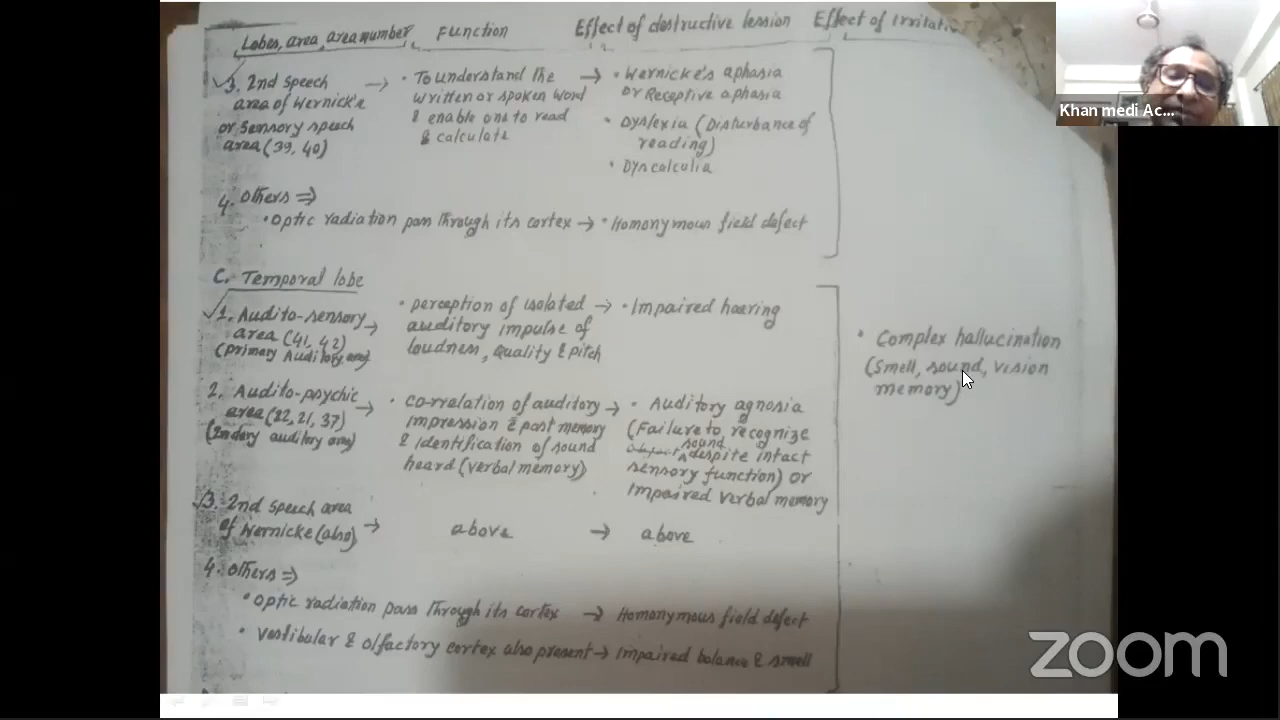 Lobes, area, area number
Function
Effect of destructive lession
Effect of Irritatio
3. 2nd speech
area of Wernick'e
or sensory speech
area (39, 40)
→
• To understand the
written or spoken word
& enable one to read
& calculate
→
• Wernicke's aphasia
or Receptive aphasia
• Dyslexia (Disturbance of
reading)
• Dyscalculia
4. others ⇒
• optic radiation pass through its cortex → • Homonymous field defect
C. Temporal lobe
1. Audito-sensory
area (41, 42)
(primary Auditory area)
→
• perception of isolated
auditory impulse of
loudness, quality & pitch
→ • Impaired hearing
2. Audito-psychic
area (22, 21, 37)
(2ndary auditory area)
→
• co-rrelation of auditory
impression c̄ past memory
& identification of sound
heard (verbal memory)
→
• Auditory agnosia
(Failure to recognize
sound
despite intact
sensory function) or
impaired verbal memory
• Complex hallucination
(smell, sound, vision
memory)
3. 2nd speech area
of Wernicke (also) →
above → above
4. others ⇒
• optic radiation pass through its cortex → Homonymous field defect
• vestibular & olfactory cortex also present → impaired balance & smell
Khan medi Ac...
zoom